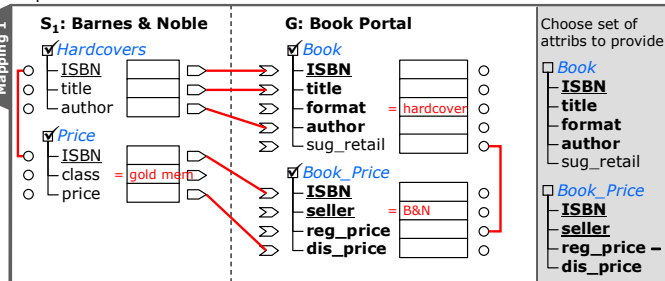 Mapping 1
S1: Barnes & Noble
Hardcovers
ISBN
title
author
Price
ISBN
class = gold mem
price
G: Book Portal
Book
ISBN
title
format = hardcover
author
sug_retail
Book_Price
ISBN
seller = B&N
reg_price
dis_price
Choose set of
attribs to provide
Book
ISBN
title
format
author
sug_retail
Book_Price
ISBN
seller
reg_price –
dis_price